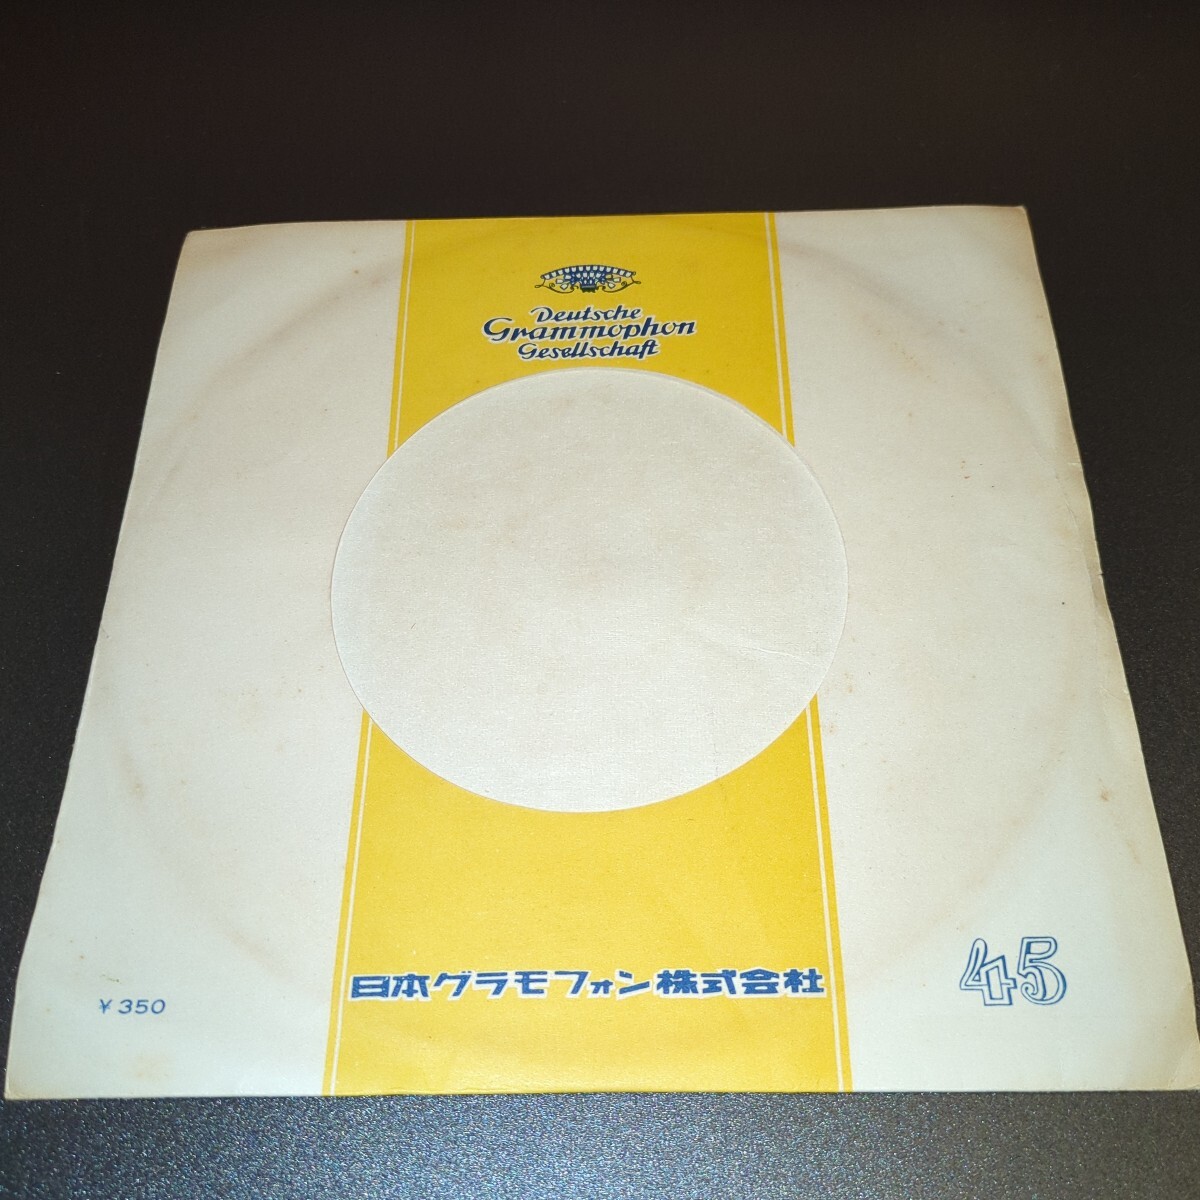 Deutsche
Grammophon
Gesellschaft
日本グラモフォン株式会社
¥350
45